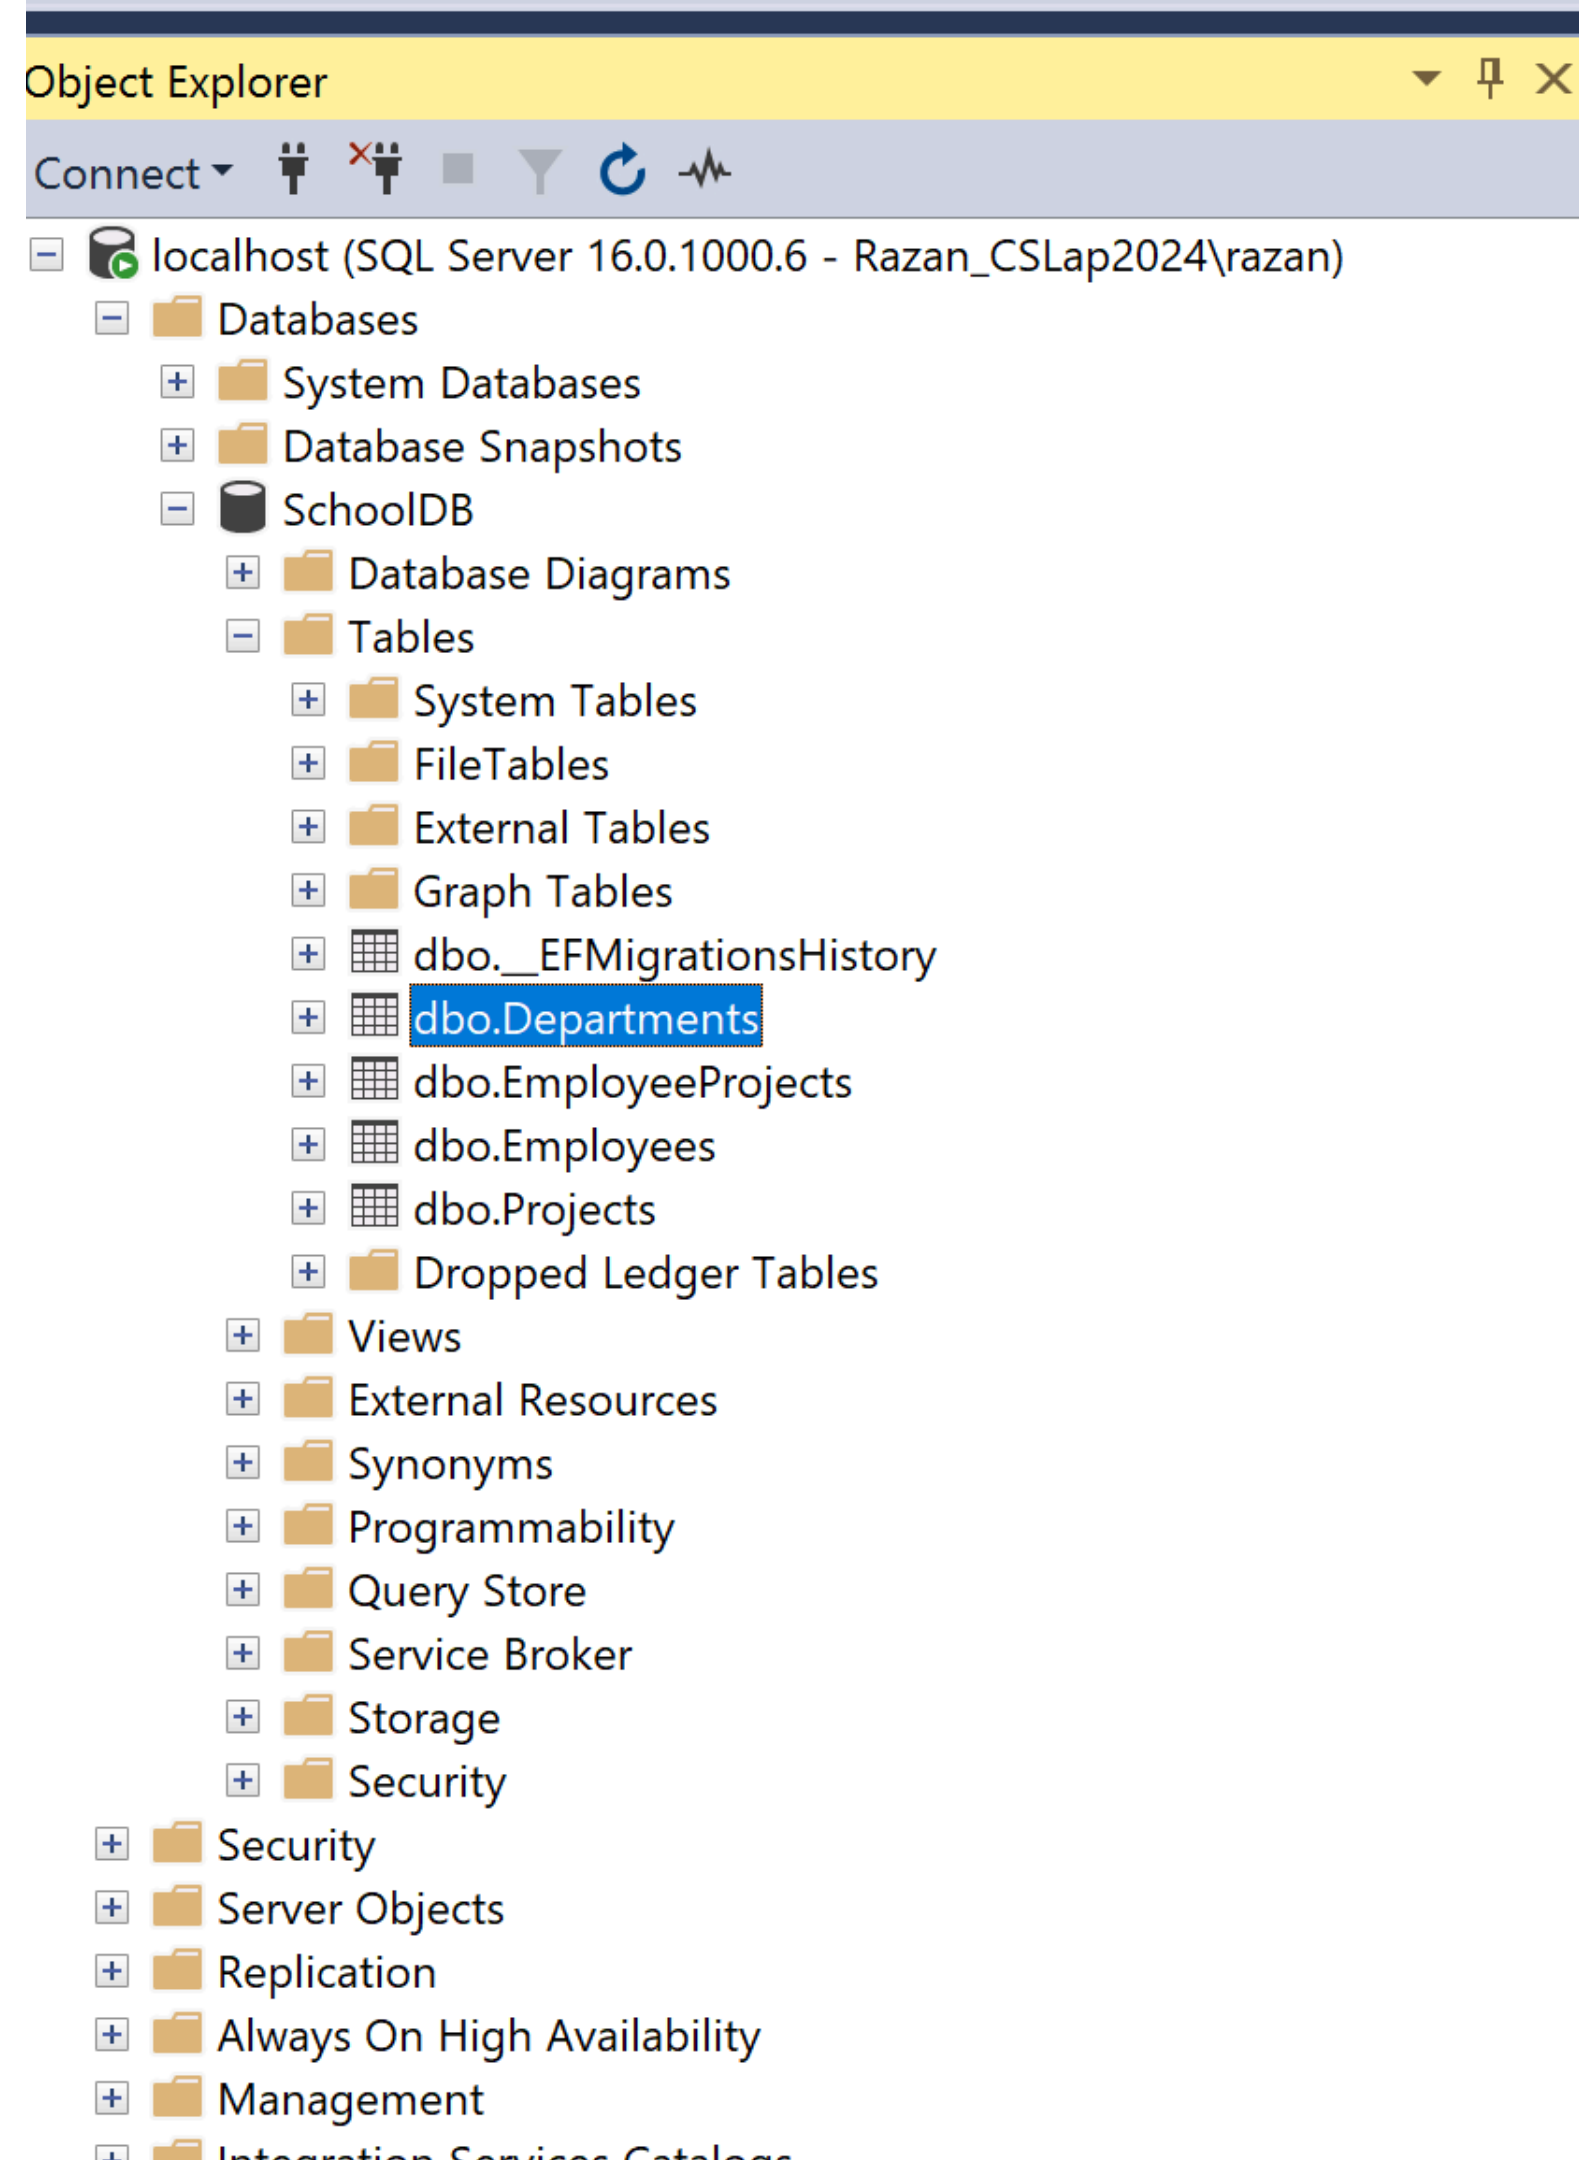 Object Explorer
Connect
localhost (SQL Server 16.0.1000.6 - Razan_CSLap2024\razan)
Databases
System Databases
Database Snapshots
SchoolDB
Database Diagrams
Tables
System Tables
FileTables
External Tables
Graph Tables
dbo.__EFMigrationsHistory
dbo.Departments
dbo.EmployeeProjects
dbo.Employees
dbo.Projects
Dropped Ledger Tables
Views
External Resources
Synonyms
Programmability
Query Store
Service Broker
Storage
Security
Security
Server Objects
Replication
Always On High Availability
Management
Integration Services Catalogs